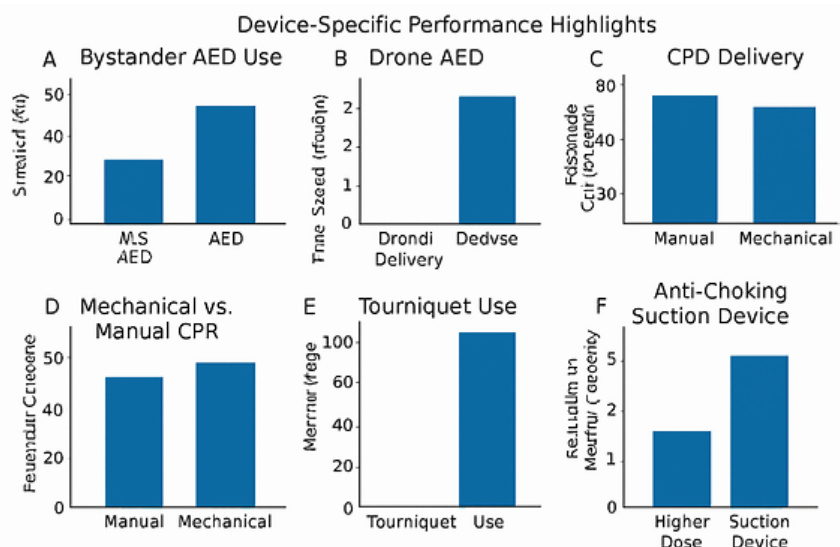 Device-Specific Performance Highlights
A Bystander AED Use
50
40
20
0
AED
AED
B Drone AED
2
2
1
0
Drondi
Delivery
Dedvse
C CPD Delivery
80
40
30
Manual
Mechanical
D Mechanical vs.
Manual CPR
50
40
20
0
Manual
Mechanical
E Tourniquet Use
100
60
40
20
0
Tourniquet
Use
F Anti-Choking
Suction Device
5
2
1
0
Higher
Dose
Suction
Device